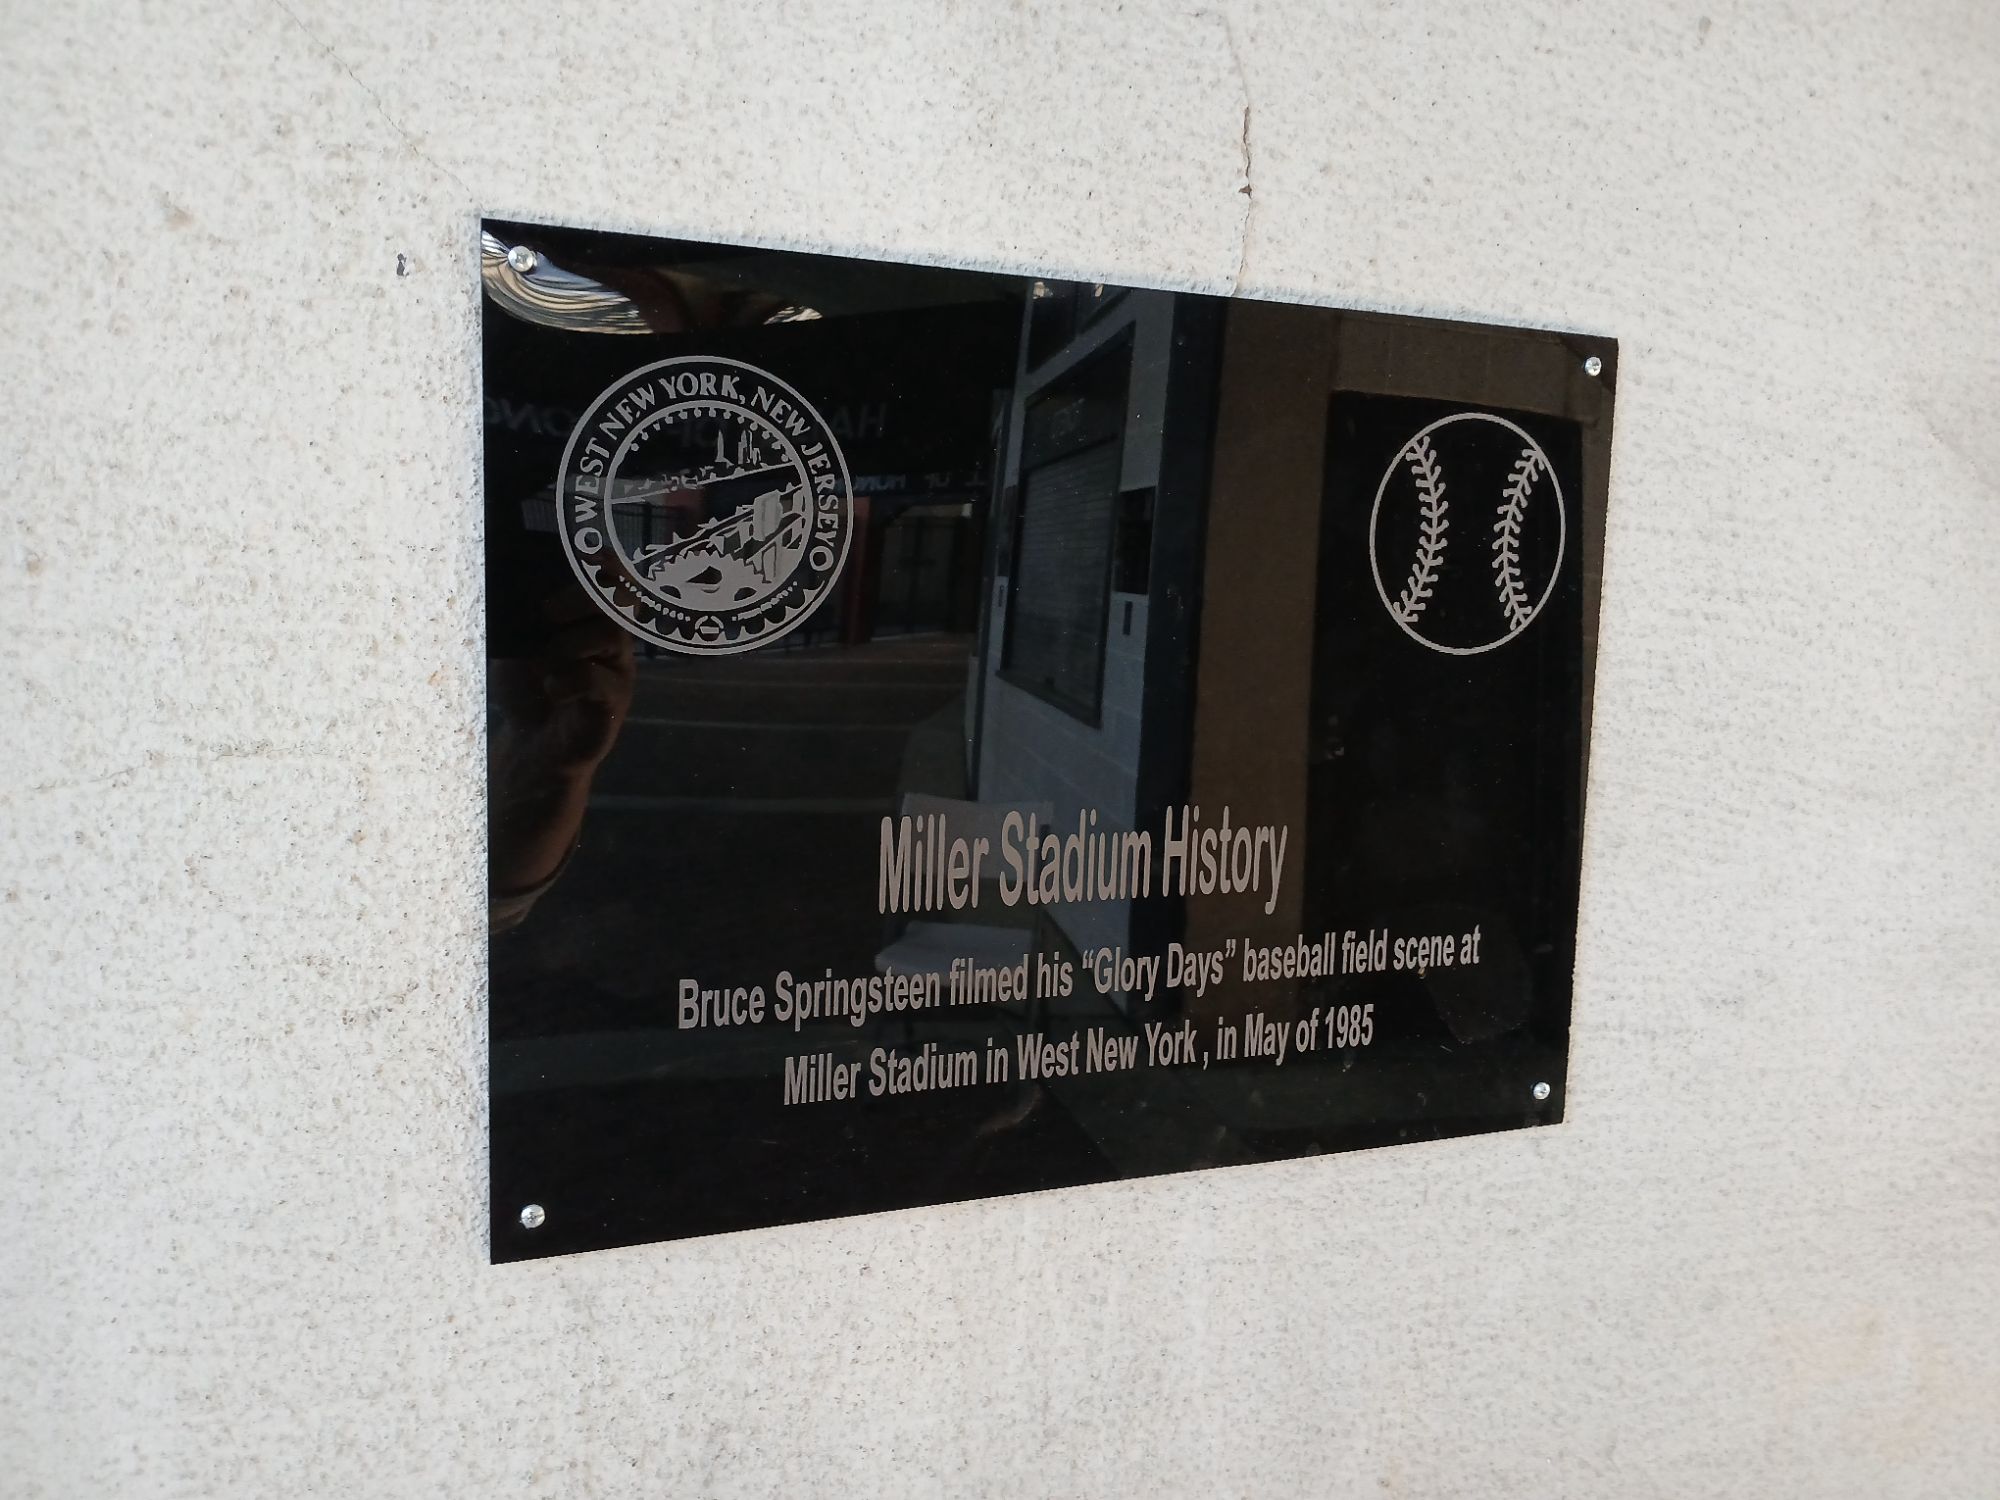 WEST NEW YORK, NEW JERSEY
Miller Stadium History
Bruce Springsteen filmed his “Glory Days” baseball field scene at
Miller Stadium in West New York , in May of 1985